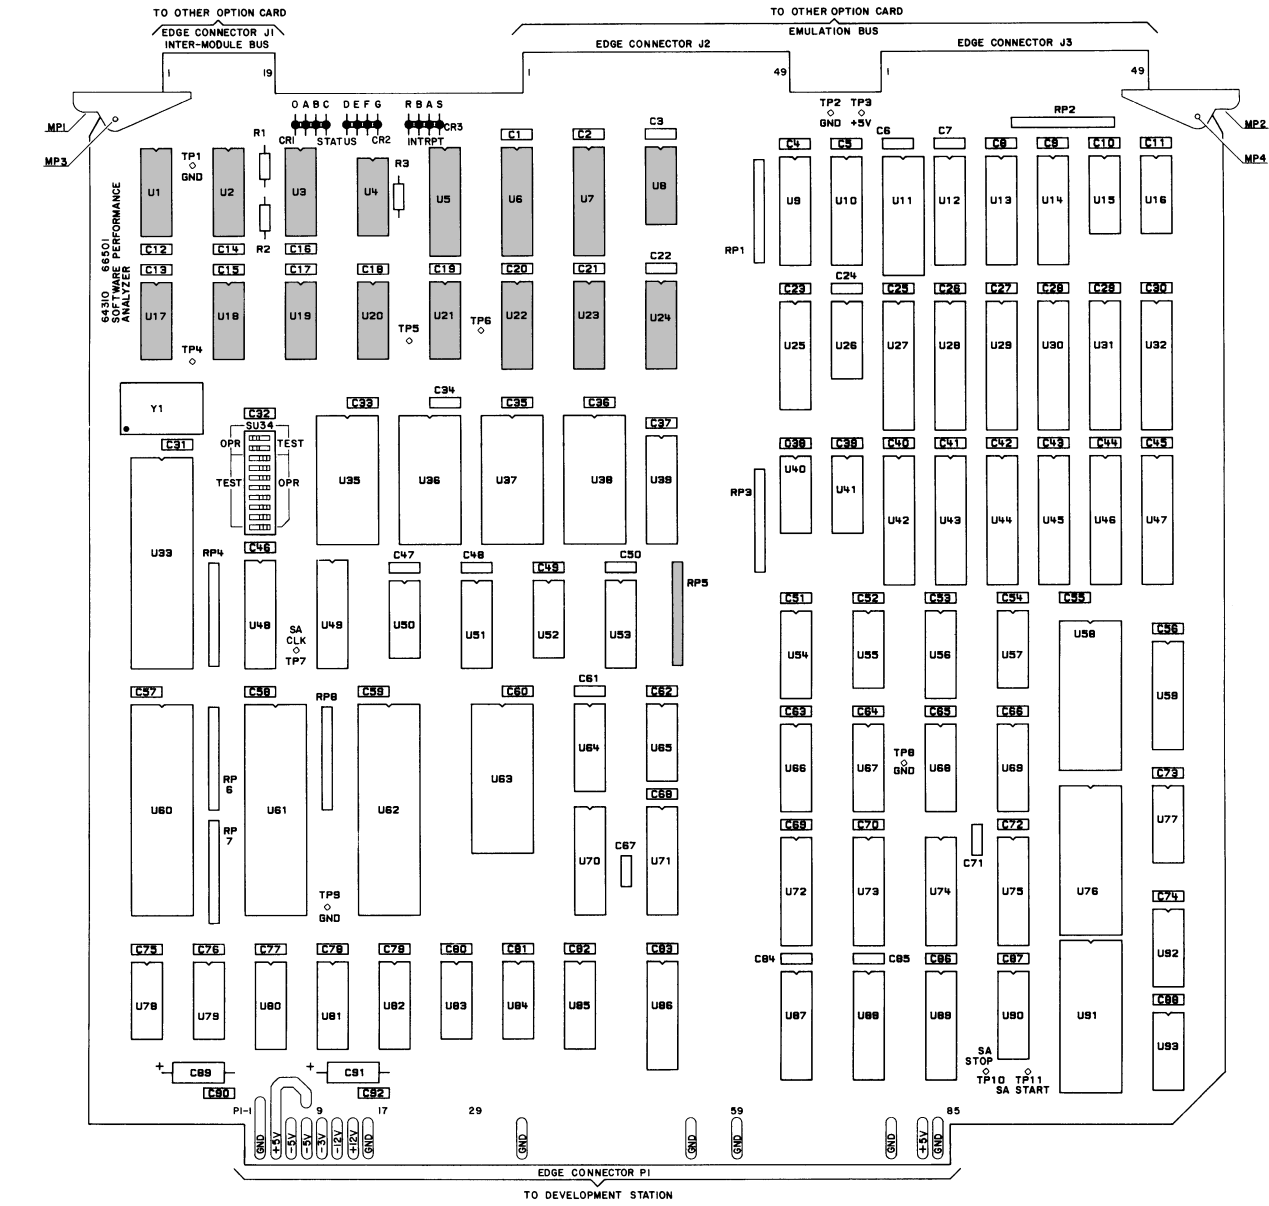 TO OTHER OPTION CARD
EDGE CONNECTOR J1
INTER-MODULE BUS
1 19
TO OTHER OPTION CARD
EMULATION BUS
EDGE CONNECTOR J2
1 49
EDGE CONNECTOR J3
1 49
MP1
MP3
MP2
MP4
O A B C D E F G R B A S
CR1 STATUS CR2 INTRPT CR3
TP2 TP3
GND +5V
RP2
R1
R2
R3
TP1
GND
C1 C2 C3 C4 C5 C6 C7 C8 C9 C10 C11
U1 U2 U3 U4 U5 U6 U7 U8 U9 U10 U11 U12 U13 U14 U15 U16
RP1
64310 66501
SOFTWARE PERFORMANCE
ANALYZER
C12 C14 C16
C13 C15 C17 C18 C19 C20 C21 C22
C24
C23 C25 C26 C27 C28 C29 C30
U17 U18 U19 U20 U21 U22 U23 U24 U25 U26 U27 U28 U29 U30 U31 U32
TP4 TP5 TP6
Y1
C31
C32
SU34
OPR TEST
TEST OPR
C33 C34 C35 C36 C37 O38 C39 C40 C41 C42 C43 C44 C45
U33 U35 U36 U37 U38 U39 U40 U41 U42 U43 U44 U45 U46 U47
RP3
RP4
C46 C47 C48 C49 C50
RP5
U48 U49 U50 U51 U52 U53
SA
CLK
TP7
C51 C52 C53 C54 C55 C56
U54 U55 U56 U57 U58 U59
C57 C58 RP8 C59 C60 C61 C62 C63 C64 C65 C66
U60 U61 U62 U63 U64 U65 U66 U67 U68 U69
RP
6
RP
7
TP8
GND
C67 C68 C69 C70 C71 C72 C73
U70 U71 U72 U73 U74 U75 U76 U77
TP9
GND
C74
C75 C76 C77 C78 C79 C80 C81 C82 C83
C84 C85 C86 C87 C88
U78 U79 U80 U81 U82 U83 U84 U85 U86 U87 U88 U89 U90 U91 U92 U93
+ C89 + C91
C90 C92
SA
STOP
TP10 TP11
SA START
P1-1 9 17 29 59 85
GND +5V -5V -5V -3V -12V +12V GND GND GND GND GND +5V GND
EDGE CONNECTOR P1
TO DEVELOPMENT STATION